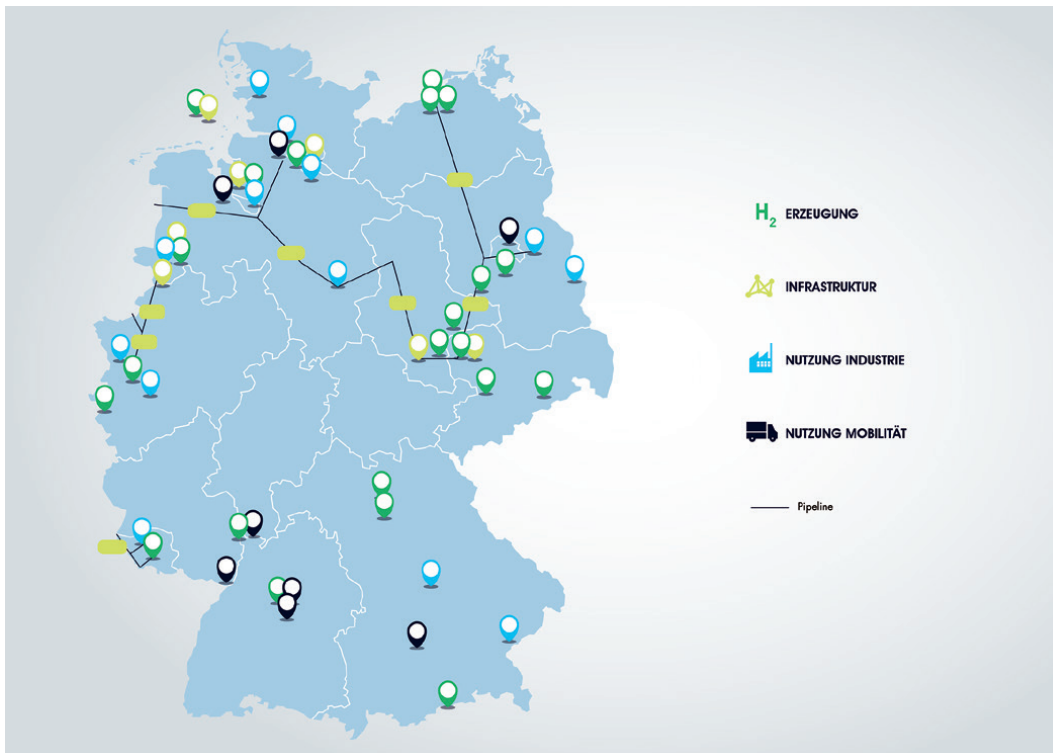 H2 ERZEUGUNG
INFRASTRUKTUR
NUTZUNG INDUSTRIE
NUTZUNG MOBILITÄT
Pipeline